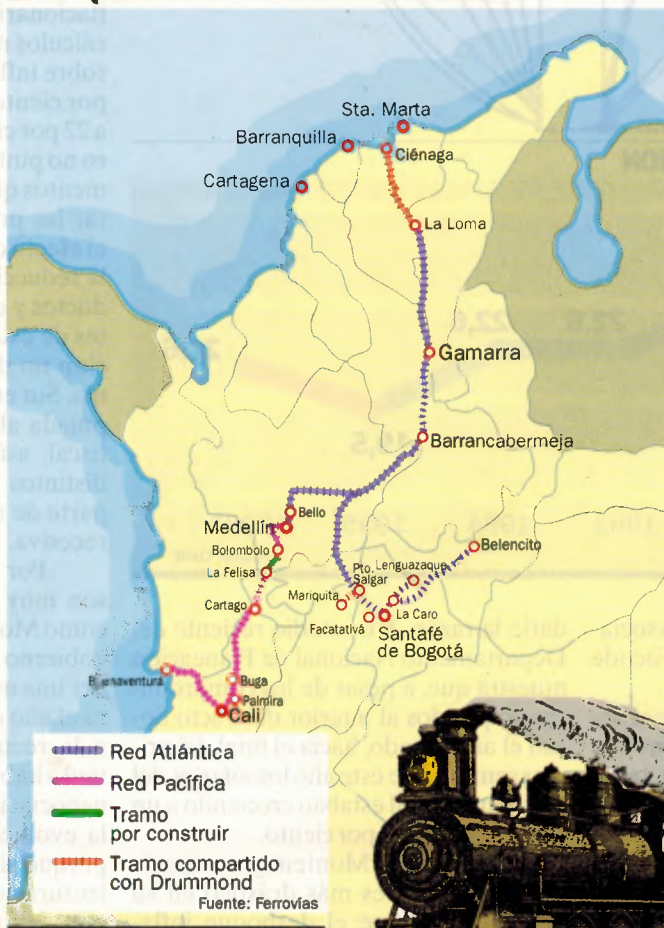 Sta. Marta
Barranquilla
Ciénaga
Cartagena
La Loma
Gamarra
Barrancabermeja
Bello
Medellín
Bolombolo
La Felisa
Belencito
Pto. Salgar
Lenguazaque
Mariquita
La Caro
Cartago
Facatativá
Santafé
de Bogotá
Buenaventura
Buga
Palmira
Cali
Red Atlántica
Red Pacífica
Tramo
por construir
Tramo compartido
con Drummond
Fuente: Ferrovías